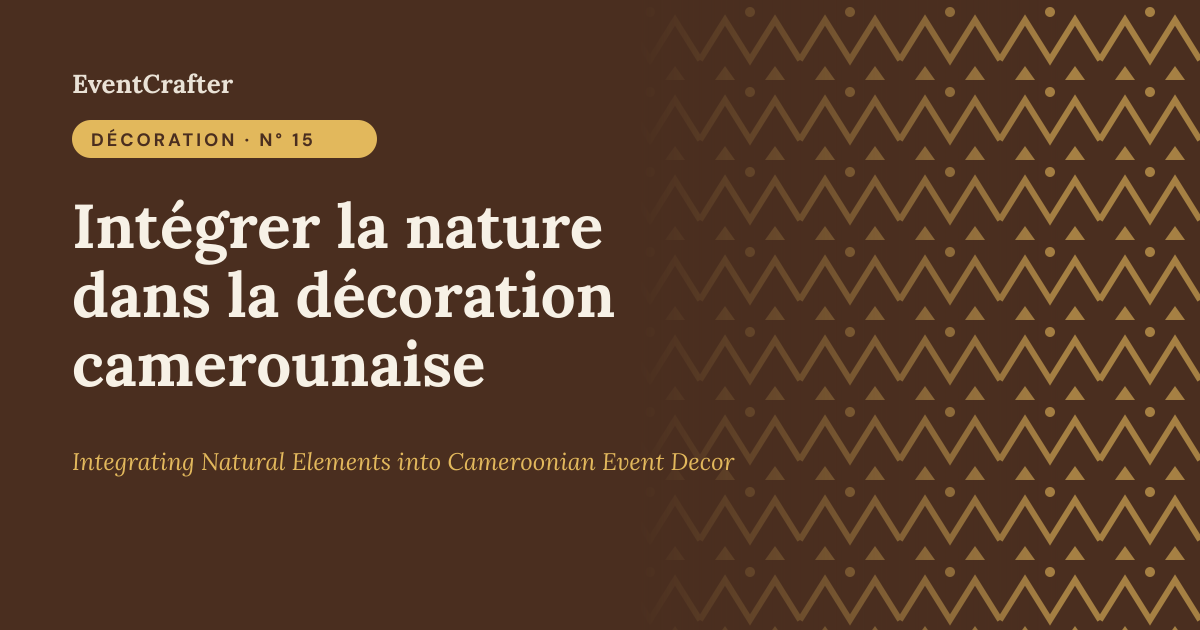 EventCrafter
DÉCORATION · N° 15
Intégrer la nature
dans la décoration
camerounaise
Integrating Natural Elements into Cameroonian Event Decor